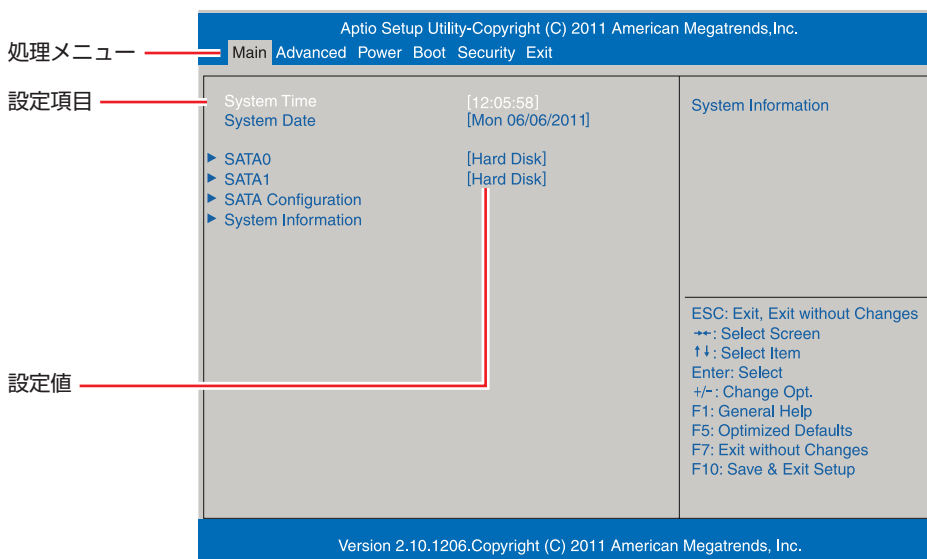 Aptio Setup Utility-Copyright (C) 2011 American Megatrends,Inc.
処理メニュー
Main Advanced Power Boot Security Exit
設定項目
System Time [12:05:58]
System Date [Mon 06/06/2011]
System Information
SATA0 [Hard Disk]
SATA1 [Hard Disk]
SATA Configuration
System Information
設定値
ESC: Exit, Exit without Changes
→←: Select Screen
↑↓: Select Item
Enter: Select
+/-: Change Opt.
F1: General Help
F5: Optimized Defaults
F7: Exit without Changes
F10: Save & Exit Setup
Version 2.10.1206.Copyright (C) 2011 American Megatrends, Inc.